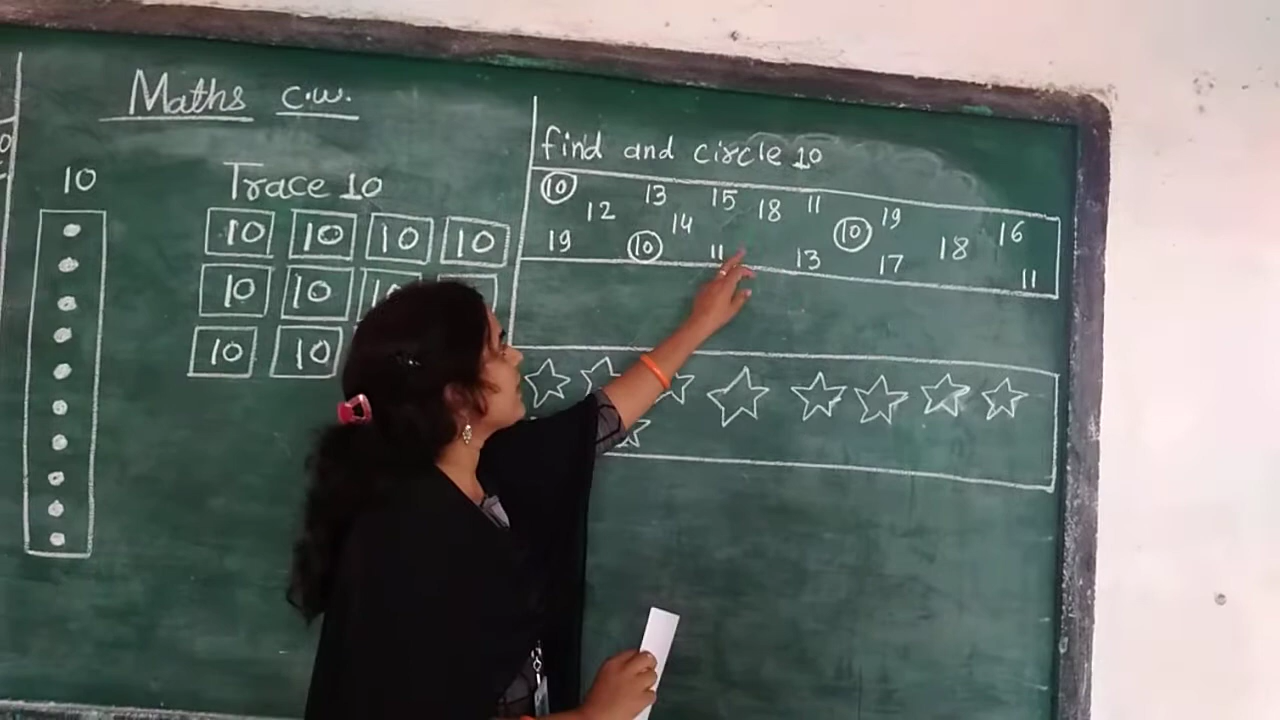 Maths c.w.
10
Trace 10
10 10 10 10
10 10
10 10
find and circle 10
10 13 15 18 11 19 16
12 14 10
19 10 11 13 17 18 11